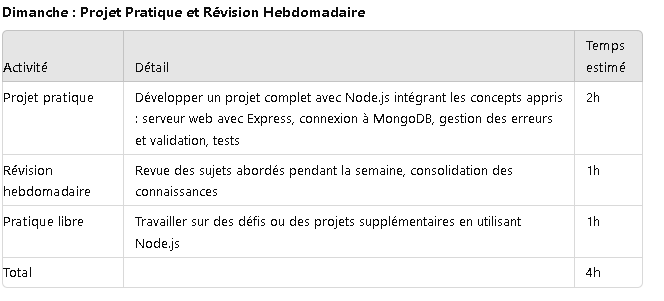 Dimanche : Projet Pratique et Révision Hebdomadaire
Temps
Activité Détail estimé
Projet pratique Développer un projet complet avec Node.js intégrant les concepts appris 2h
: serveur web avec Express, connexion à MongoDB, gestion des erreurs
et validation, tests
Révision Revue des sujets abordés pendant la semaine, consolidation des 1h
hebdomadaire connaissances
Pratique libre Travailler sur des défis ou des projets supplémentaires en utilisant 1h
Node.js
Total 4h